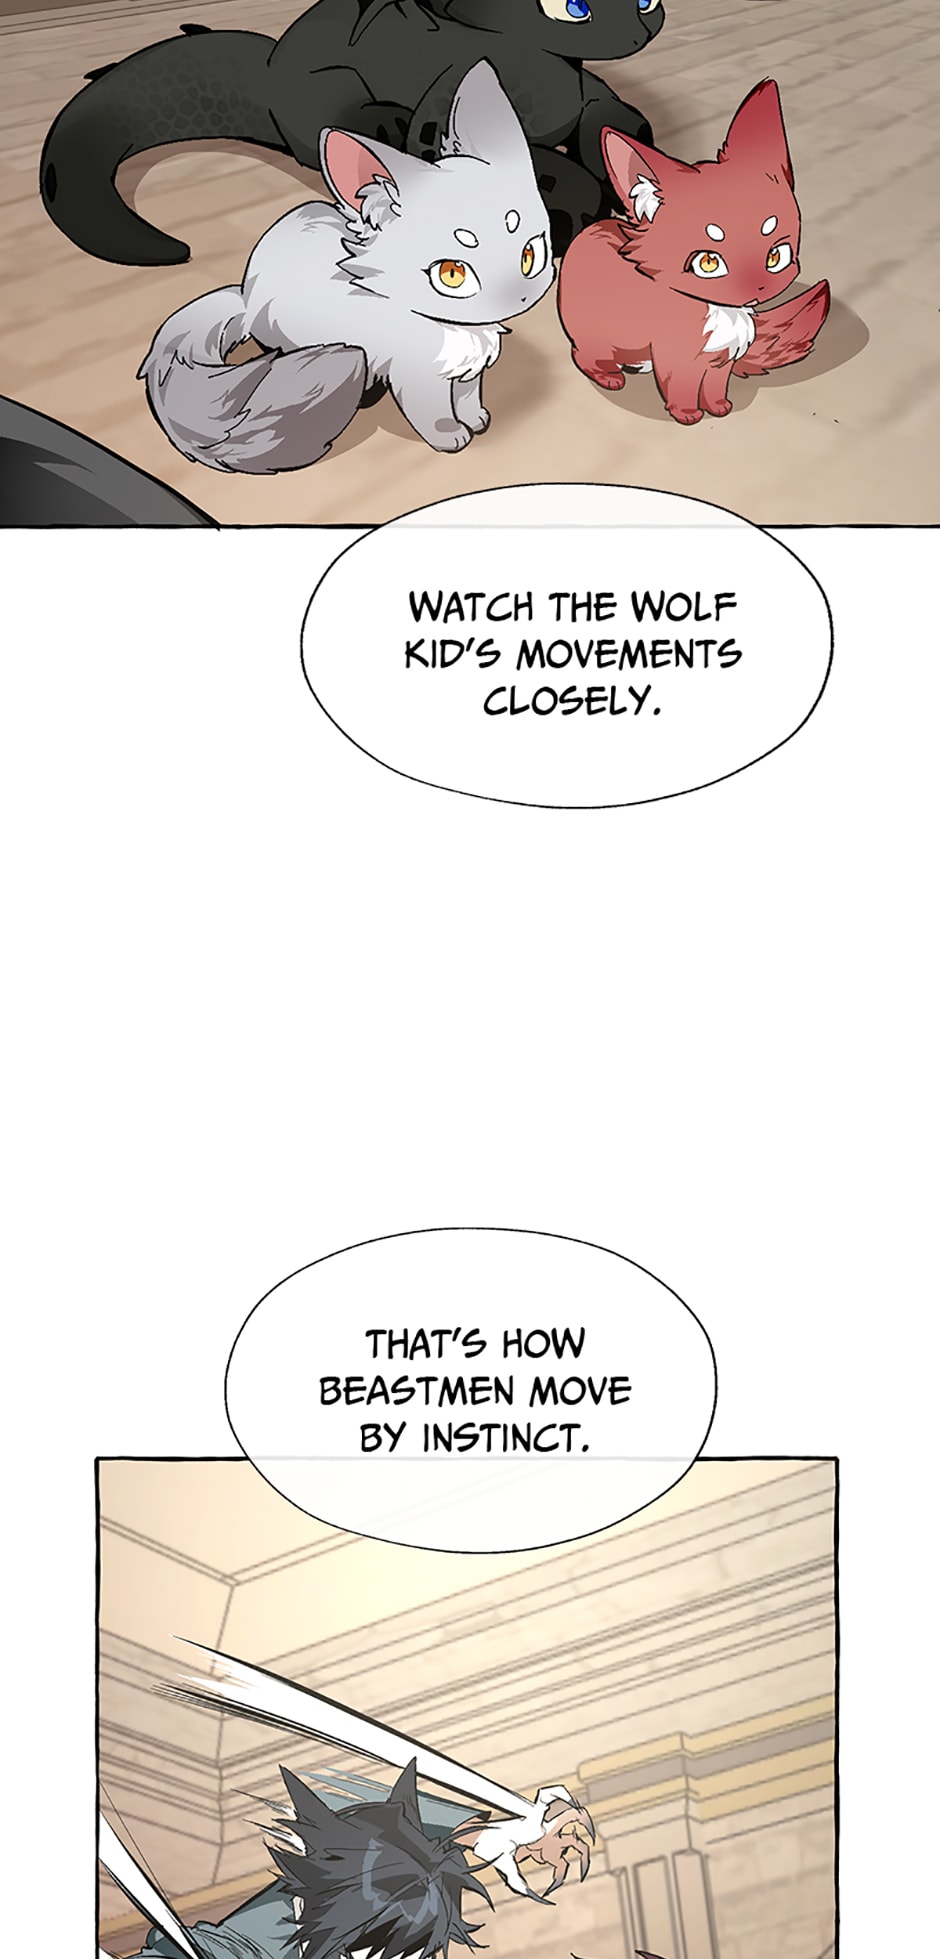 WATCH THE WOLF
KID'S MOVEMENTS
CLOSELY.
THAT'S HOW
BEASTMEN MOVE
BY INSTINCT.